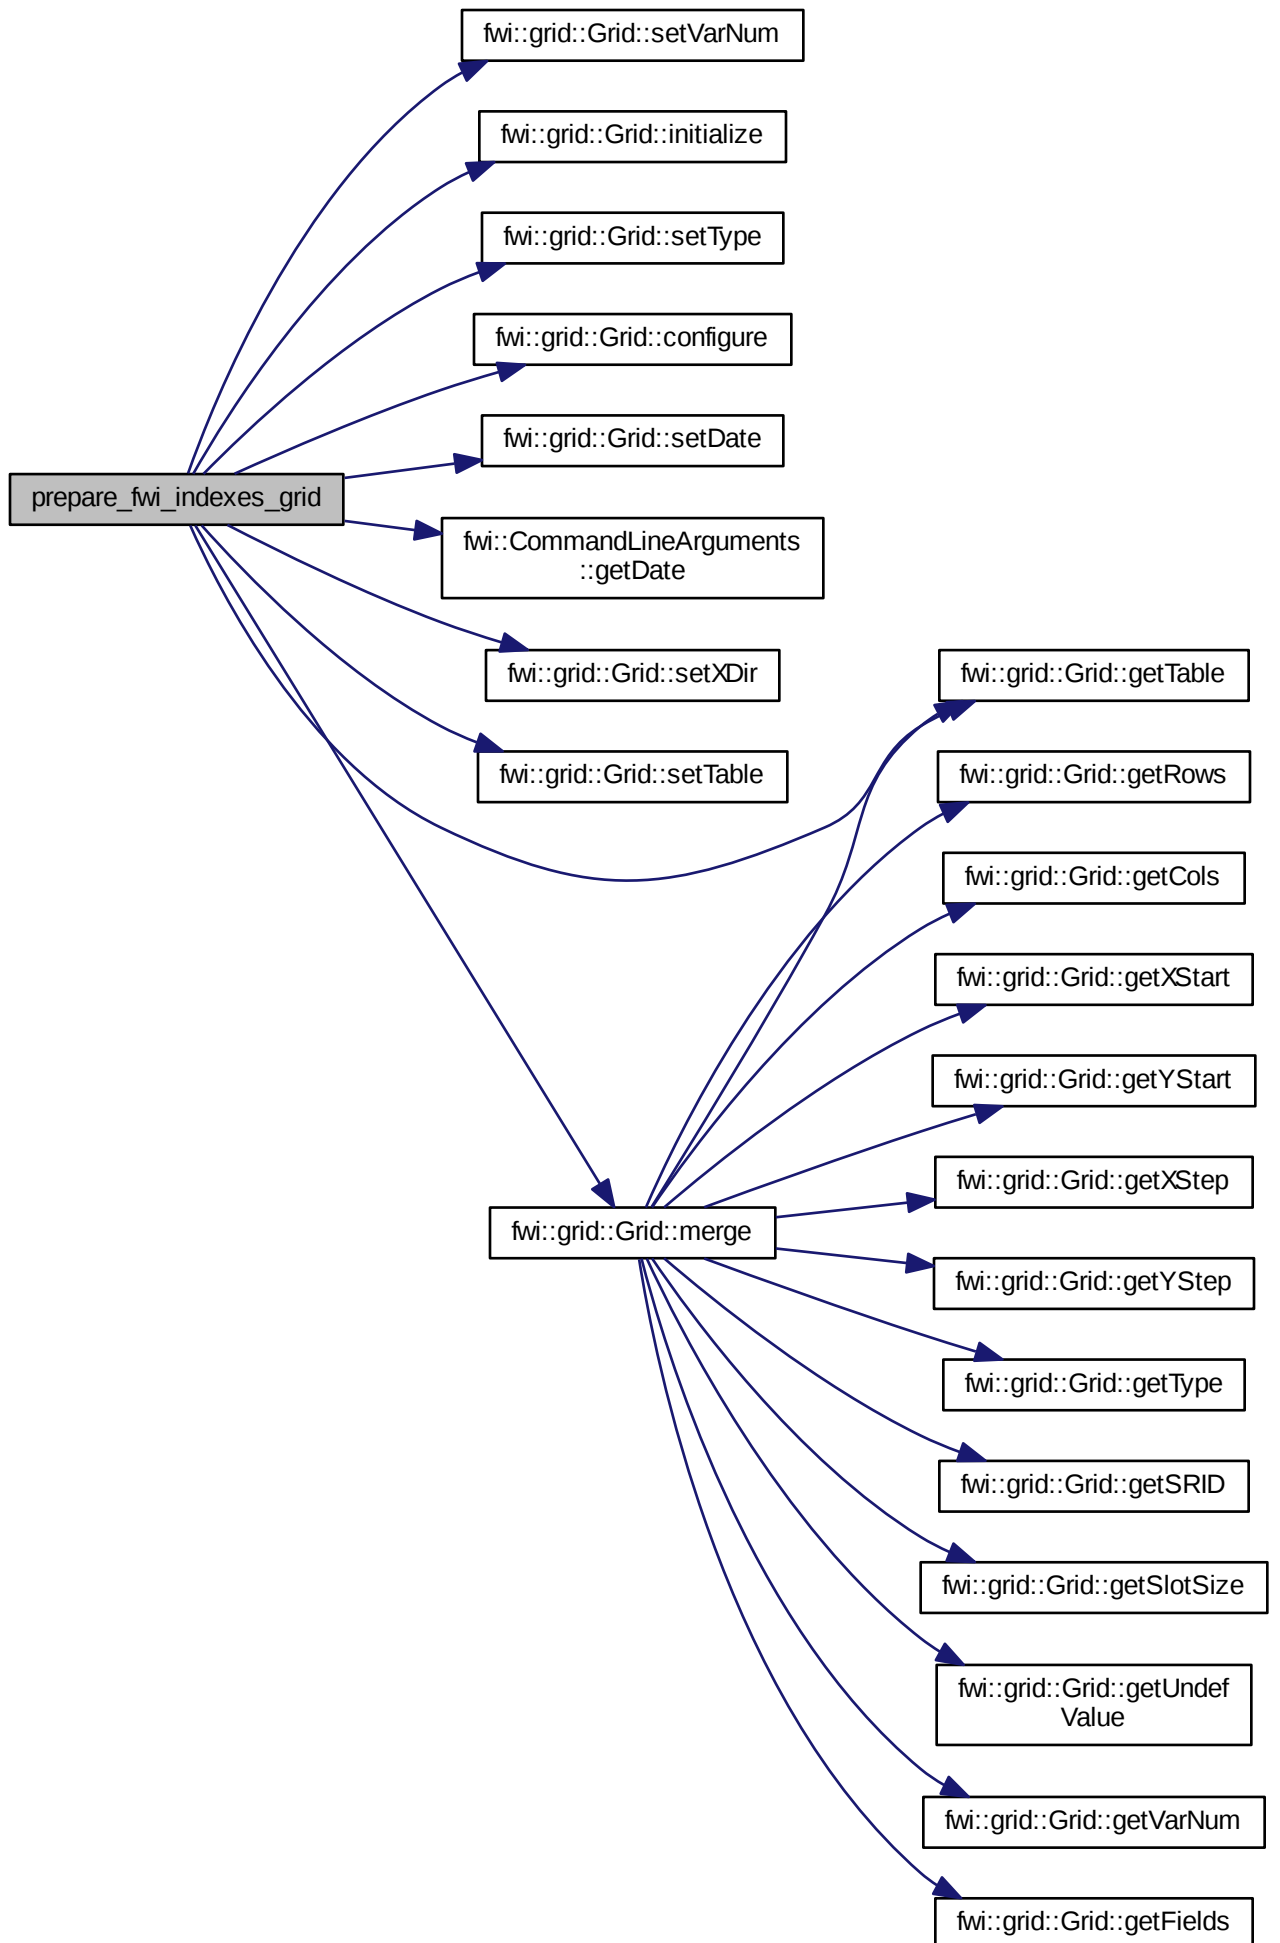 fwi::grid::Grid::setVarNum
fwi::grid::Grid::initialize
fwi::grid::Grid::setType
fwi::grid::Grid::configure
fwi::grid::Grid::setDate
prepare_fwi_indexes_grid
fwi::CommandLineArguments
::getDate
fwi::grid::Grid::setXDir
fwi::grid::Grid::getTable
fwi::grid::Grid::setTable
fwi::grid::Grid::getRows
fwi::grid::Grid::getCols
fwi::grid::Grid::getXStart
fwi::grid::Grid::getYStart
fwi::grid::Grid::getXStep
fwi::grid::Grid::merge
fwi::grid::Grid::getYStep
fwi::grid::Grid::getType
fwi::grid::Grid::getSRID
fwi::grid::Grid::getSlotSize
fwi::grid::Grid::getUndef
Value
fwi::grid::Grid::getVarNum
fwi::grid::Grid::getFields